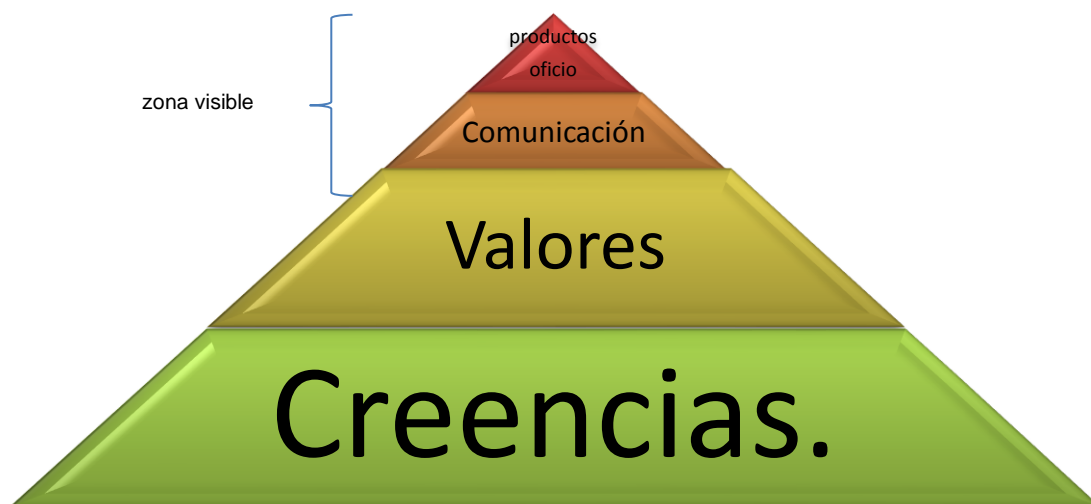 productos
oficio
zona visible
Comunicación
Valores
Creencias.